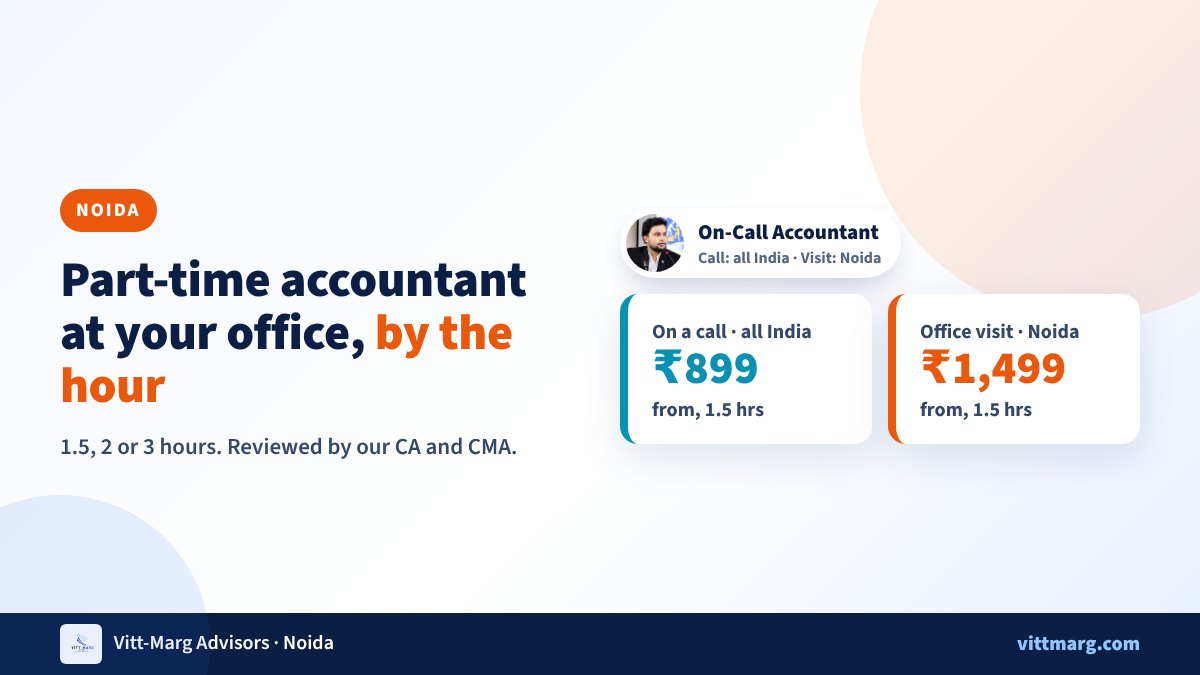 NOIDA
Part-time accountant
at your office, by the
hour
1.5, 2 or 3 hours. Reviewed by our CA and CMA.
On-Call Accountant
Call: all India · Visit: Noida
On a call · all India
₹899
from, 1.5 hrs
Office visit · Noida
₹1,499
from, 1.5 hrs
VITT-MARG
Vitt-Marg Advisors · Noida
vittmarg.com